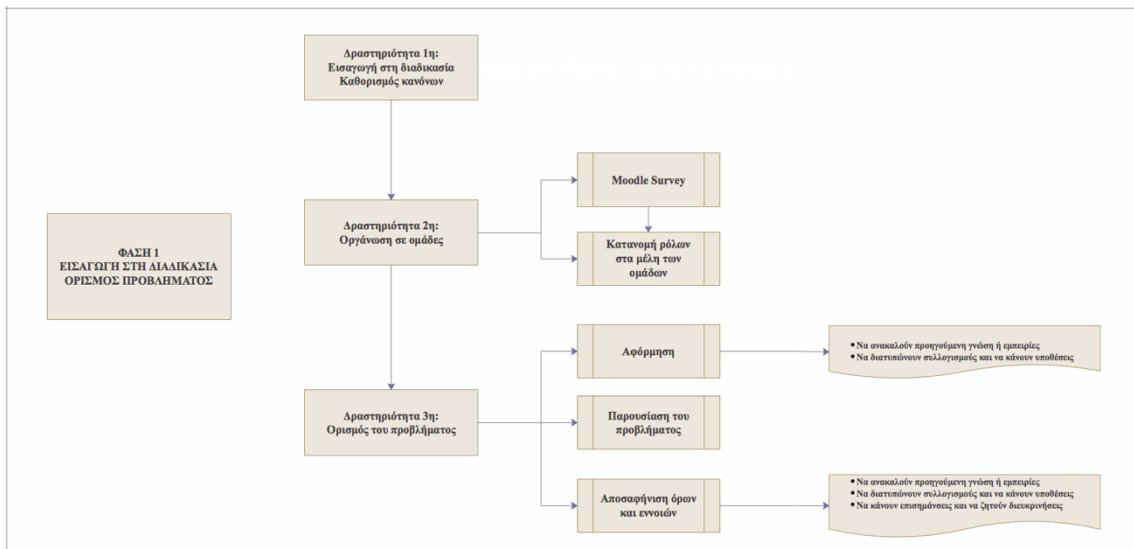 Δραστηριότητα 1η:
Εισαγωγή στη διαδικασία
Καθορισμός κανόνων
Moodle Survey
ΦΑΣΗ 1
ΕΙΣΑΓΩΓΗ ΣΤΗ ΔΙΑΔΙΚΑΣΙΑ
ΟΡΙΣΜΟΣ ΠΡΟΒΛΗΜΑΤΟΣ
Δραστηριότητα 2η:
Οργάνωση σε ομάδες
Κατανομή ρόλων
στα μέλη των
ομάδων
Αφόρμηση
• Να ανακαλούν προηγούμενη γνώση ή εμπειρίες
• Να διατυπώνουν συλλογισμούς και να κάνουν υποθέσεις
Δραστηριότητα 3η:
Ορισμός του προβλήματος
Παρουσίαση του
προβλήματος
Αποσαφήνιση όρων
και εννοιών
• Να ανακαλούν προηγούμενη γνώση ή εμπειρίες
• Να διατυπώνουν συλλογισμούς και να κάνουν υποθέσεις
• Να κάνουν επισημάνσεις και να ζητούν διευκρινήσεις